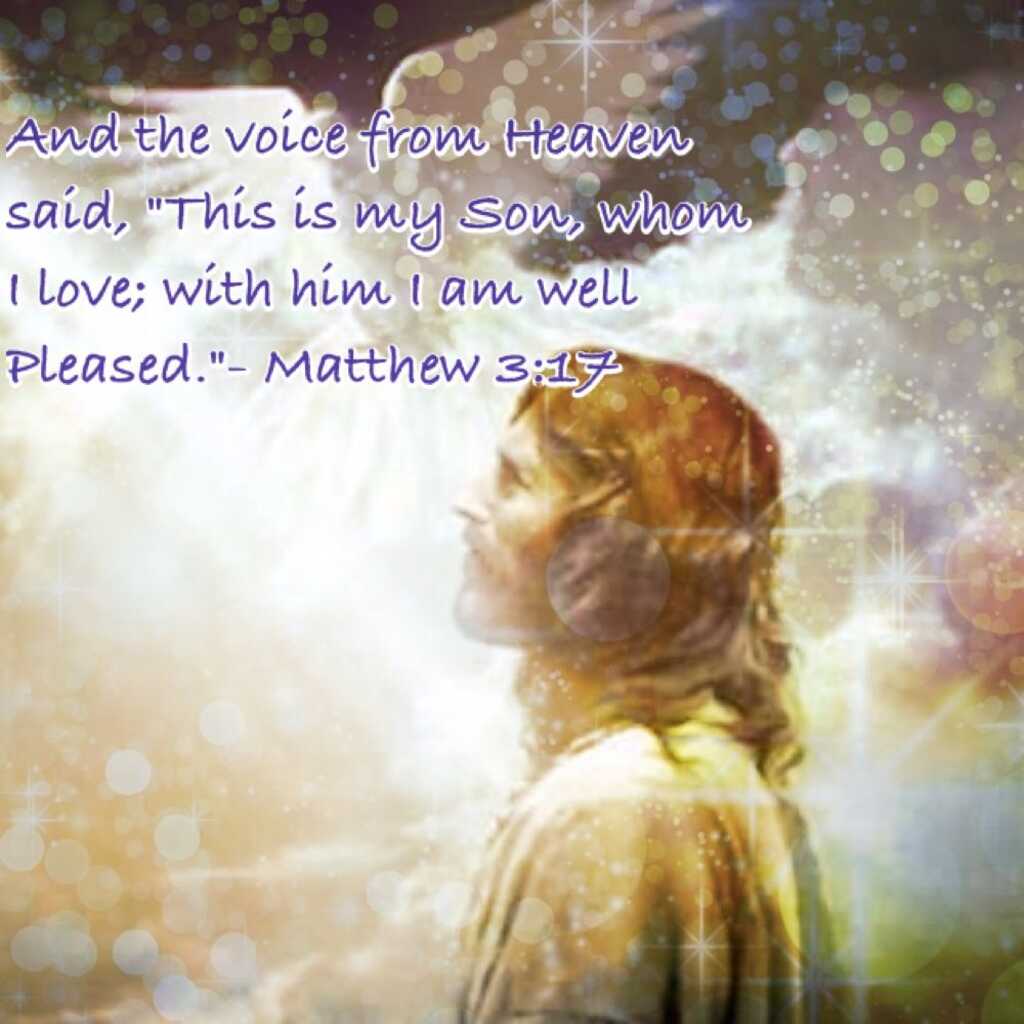 And the voice from Heaven
said, "This is my Son, whom
I love; with him I am well
Pleased."- Matthew 3:17